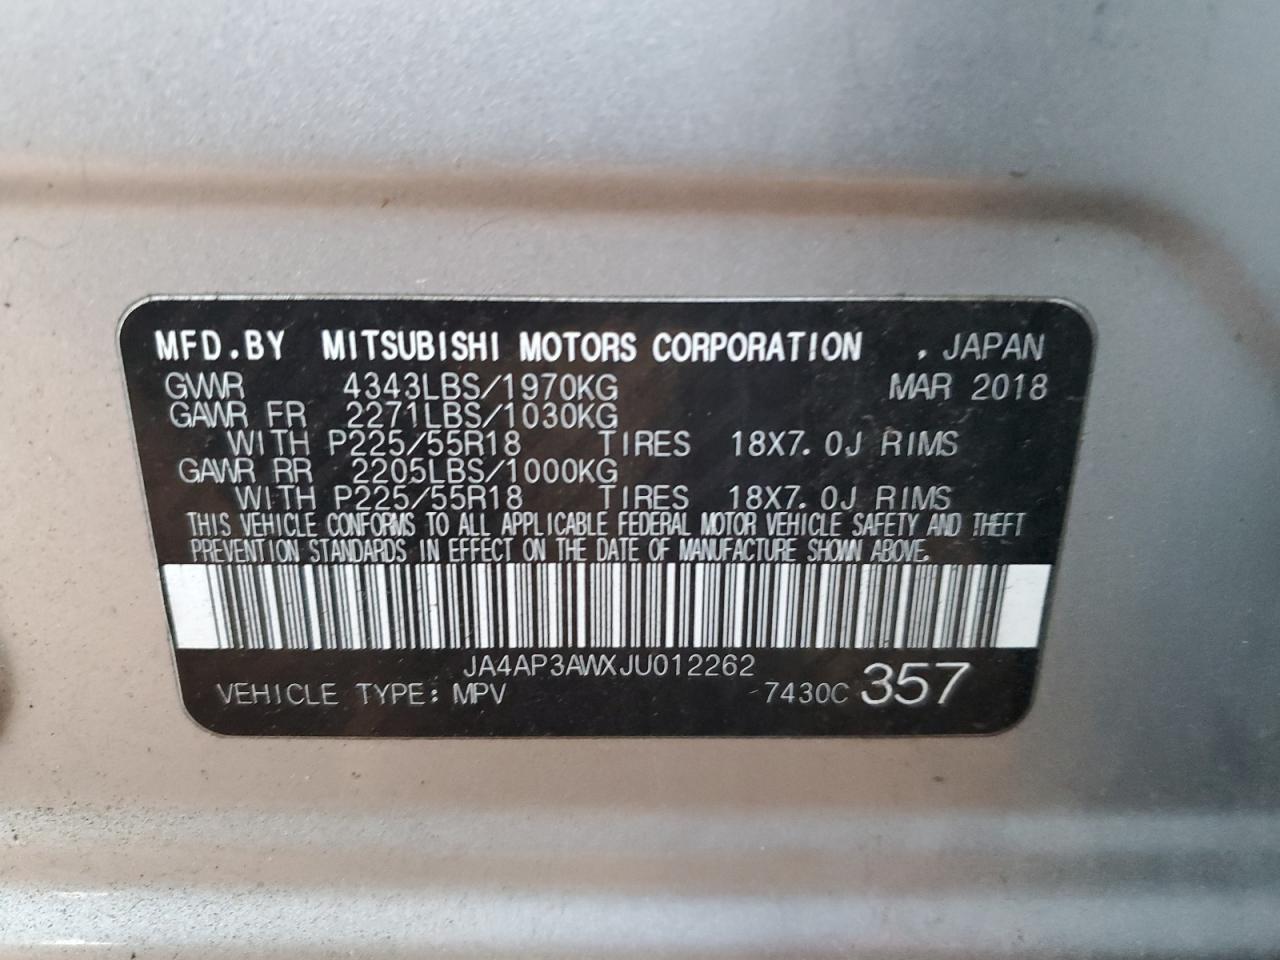 MFD.BY MITSUBISHI MOTORS CORPORATION , JAPAN
GVWR 4343LBS/1970KG MAR 2018
GAWR FR 2271LBS/1030KG
WITH P225/55R18 TIRES 18X7.0J RIMS
GAWR RR 2205LBS/1000KG
WITH P225/55R18 TIRES 18X7.0J RIMS
THIS VEHICLE CONFORMS TO ALL APPLICABLE FEDERAL MOTOR VEHICLE SAFETY AND THEFT
PREVENTION STANDARDS IN EFFECT ON THE DATE OF MANUFACTURE SHOWN ABOVE.
JA4AP3AWXJU012262
VEHICLE TYPE: MPV 7430C 357